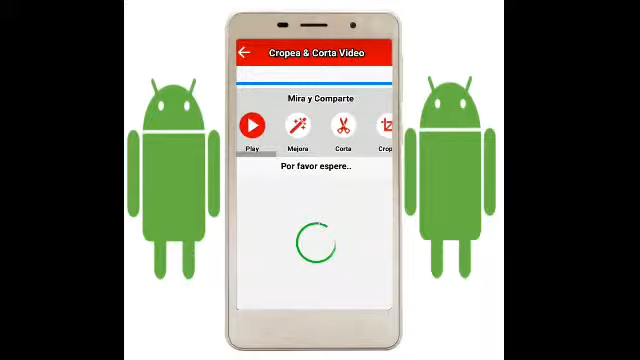 Cropea & Corta Video
Mira y Comparte
Play Mejora Corta Crop
Por favor espere..